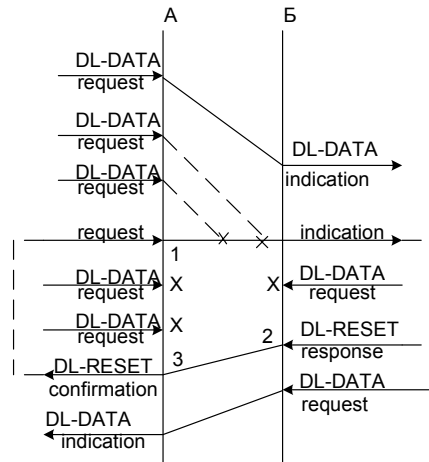 А Б
DL-DATA
request
DL-DATA
request
DL-DATA
request
DL-DATA
indication
request
indication
1
DL-DATA
request
X
X
DL-DATA
request
DL-DATA
request
X
2
DL-RESET
response
DL-RESET
confirmation
3
DL-DATA
request
DL-DATA
indication